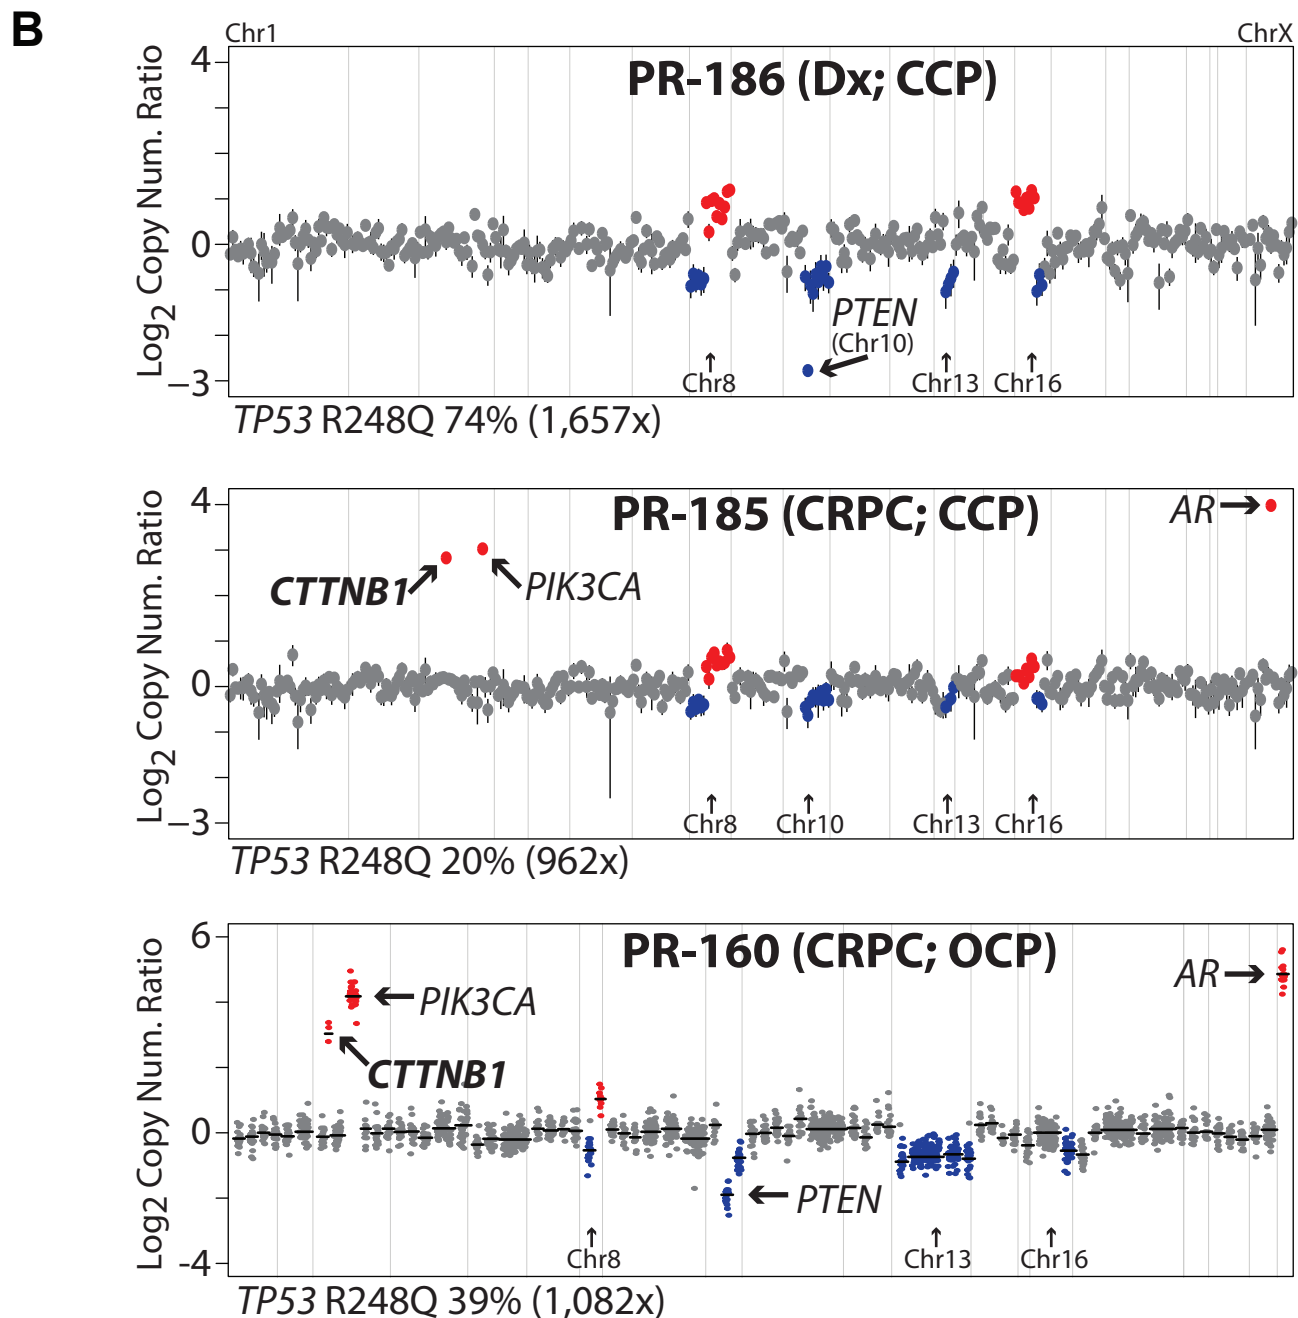 B
Chr1 ChrX
PR-186 (Dx; CCP)
Log2 Copy Num. Ratio
4
0
−3
PTEN
(Chr10)
Chr8 Chr13 Chr16
TP53 R248Q 74% (1,657x)
PR-185 (CRPC; CCP)
Log2 Copy Num. Ratio
4
0
−3
AR
CTTNB1 PIK3CA
Chr8 Chr10 Chr13 Chr16
TP53 R248Q 20% (962x)
PR-160 (CRPC; OCP)
Log2 Copy Num. Ratio
6
0
-4
AR
PIK3CA
CTTNB1
PTEN
Chr8 Chr13 Chr16
TP53 R248Q 39% (1,082x)